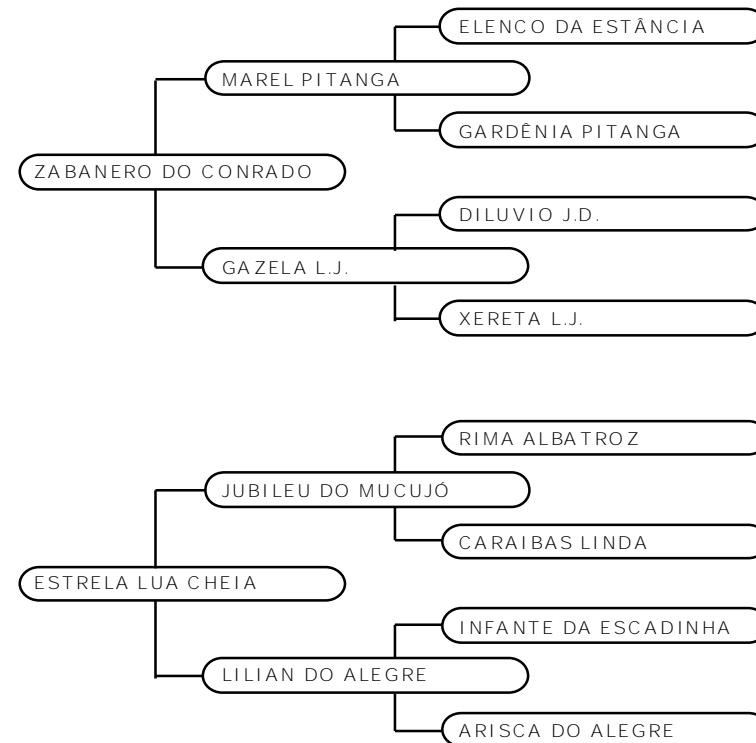 ELENCO DA ESTÂNCIA
MAREL PITANGA
GARDÊNIA PITANGA
ZABANERO DO CONRADO
DILUVIO J.D.
GAZELA L.J.
XERETA L.J.
RIMA ALBATROZ
JUBILEU DO MUCUJÓ
CARAIBAS LINDA
ESTRELA LUA CHEIA
INFANTE DA ESCADINHA
LILIAN DO ALEGRE
ARISCA DO ALEGRE